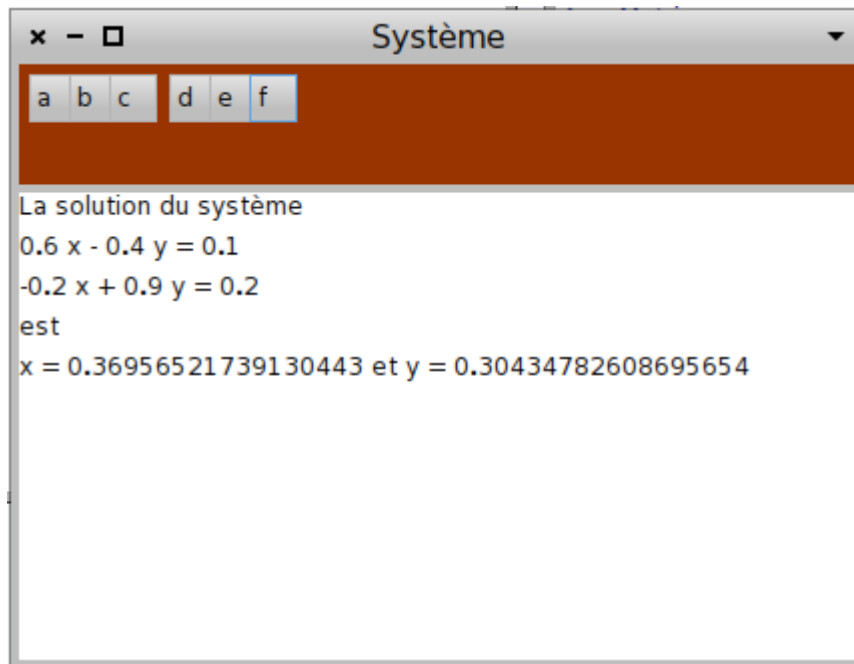 Système
a b c d e f
La solution du système
0.6 x - 0.4 y = 0.1
-0.2 x + 0.9 y = 0.2
est
x = 0.36956521739130443 et y = 0.30434782608695654